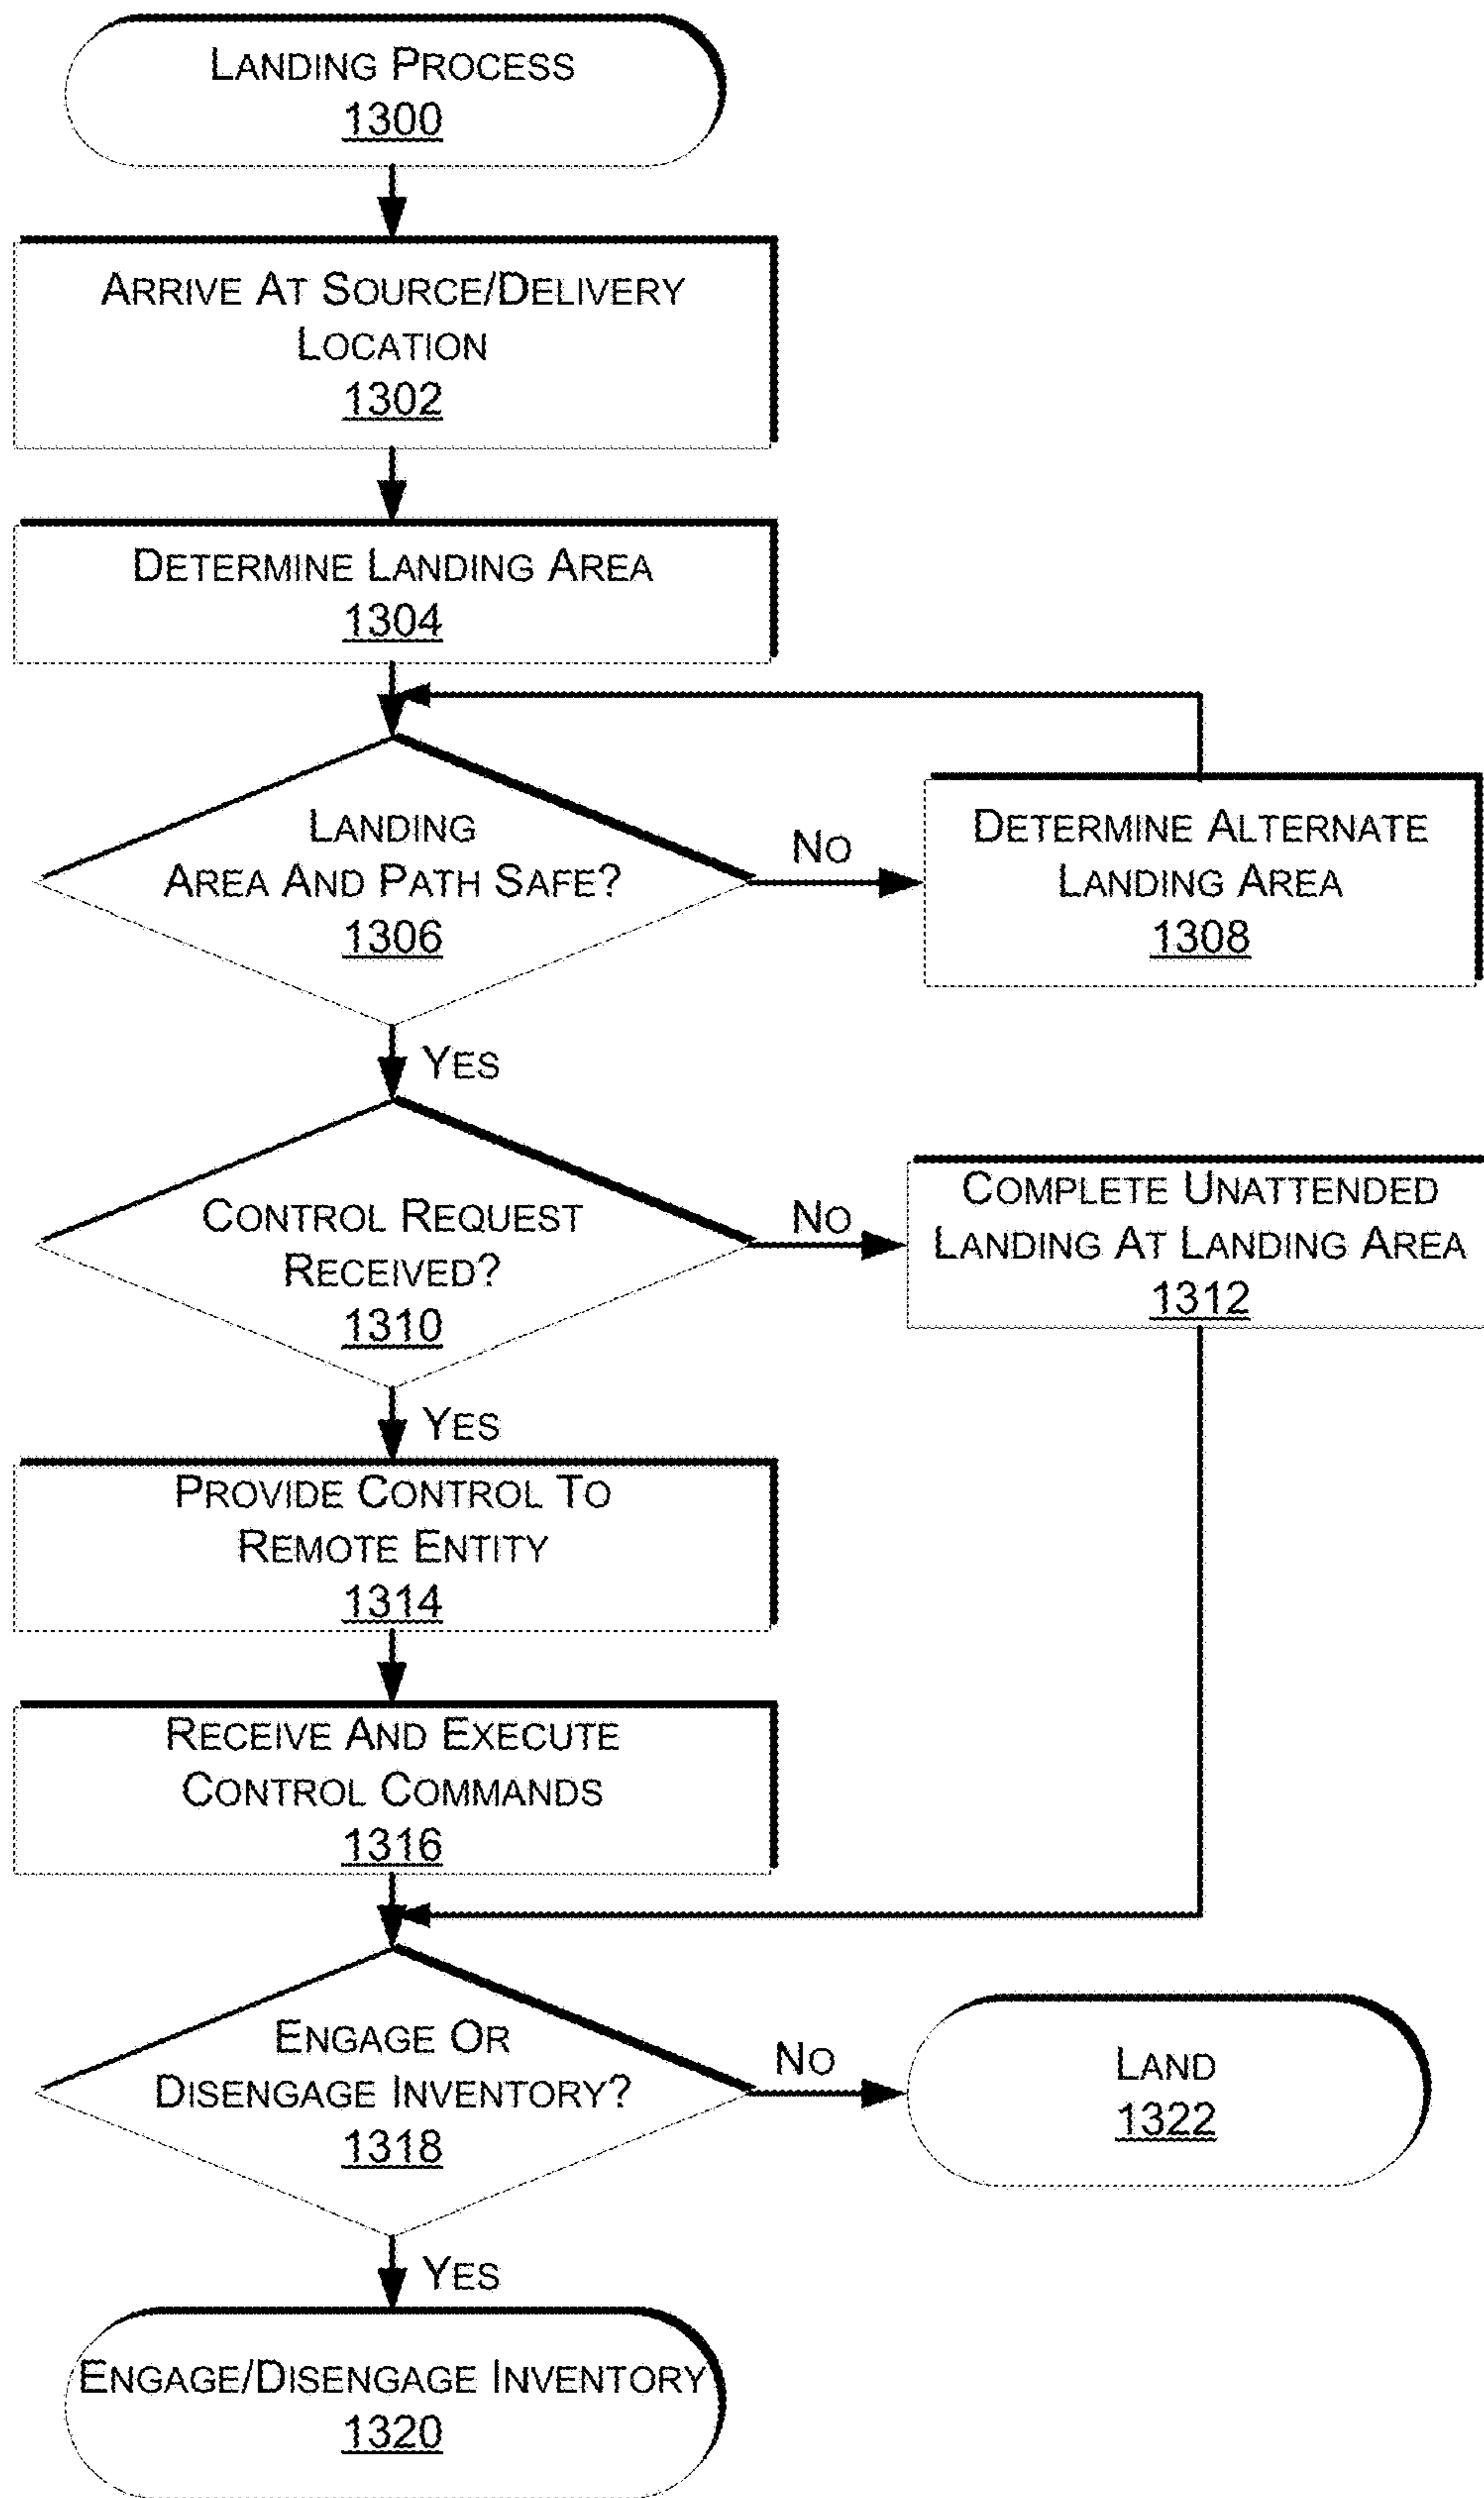 LANDING PROCESS
1300
ARRIVE AT SOURCE/DELIVERY
LOCATION
1302
DETERMINE LANDING AREA
1304
LANDING
AREA AND PATH SAFE?
1306
NO
DETERMINE ALTERNATE
LANDING AREA
1308
YES
CONTROL REQUEST
RECEIVED?
1310
NO
COMPLETE UNATTENDED
LANDING AT LANDING AREA
1312
YES
PROVIDE CONTROL TO
REMOTE ENTITY
1314
RECEIVE AND EXECUTE
CONTROL COMMANDS
1316
ENGAGE OR
DISENGAGE INVENTORY?
1318
NO
LAND
1322
YES
ENGAGE/DISENGAGE INVENTORY
1320